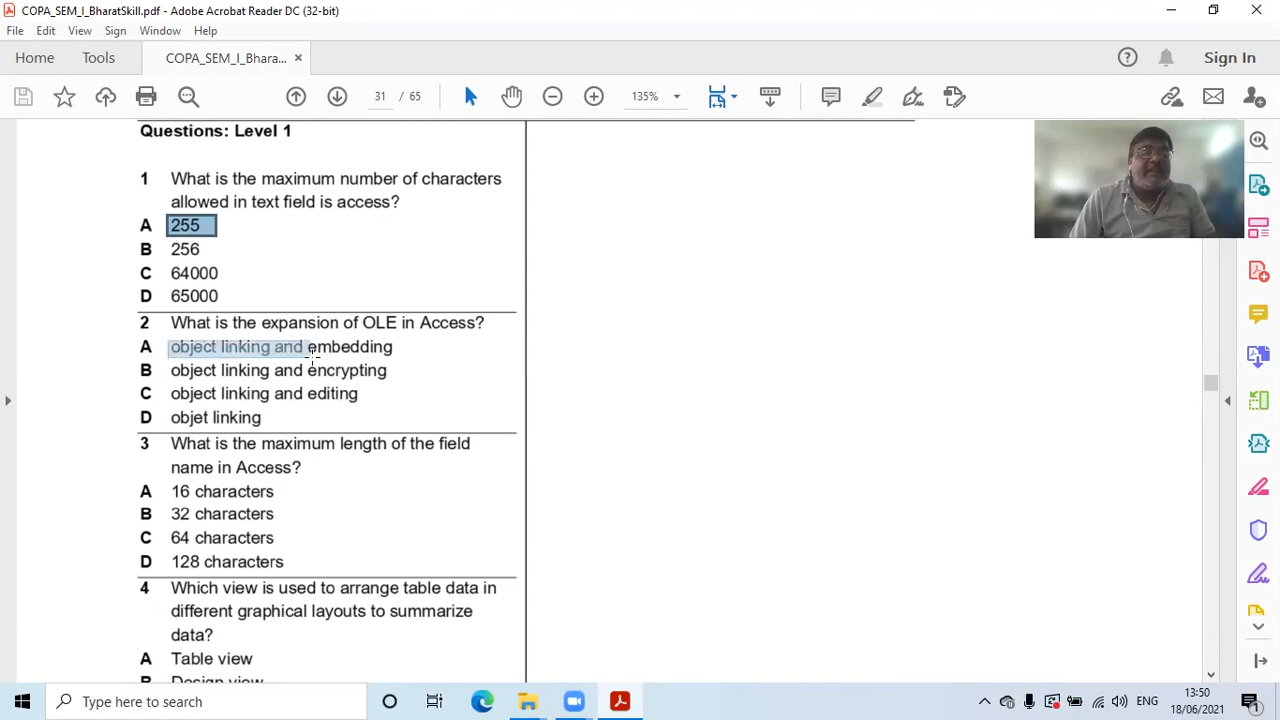 COPA_SEM_I_BharatSkill.pdf - Adobe Acrobat Reader DC (32-bit)
File Edit View Sign Window Help
Home Tools COPA_SEM_I_Bhara... Sign In
31 / 65 135%
Questions: Level 1
1 What is the maximum number of characters
allowed in text field is access?
A 255
B 256
C 64000
D 65000
2 What is the expansion of OLE in Access?
A object linking and embedding
B object linking and encrypting
C object linking and editing
D objet linking
3 What is the maximum length of the field
name in Access?
A 16 characters
B 32 characters
C 64 characters
D 128 characters
4 Which view is used to arrange table data in
different graphical layouts to summarize
data?
A Table view
B Design view
Type here to search
ENG
13:50
18/06/2021
1